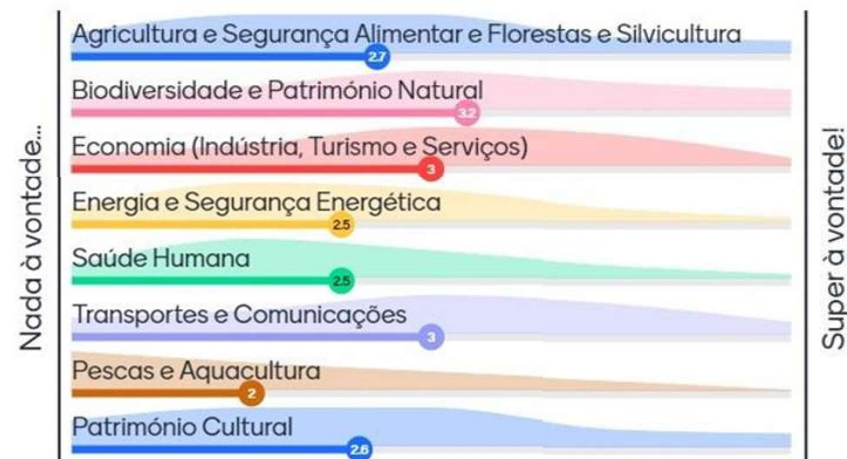 Nada à vontade...
Agricultura e Segurança Alimentar e Florestas e Silvicultura
2.7
Biodiversidade e Património Natural
3.2
Economia (Indústria, Turismo e Serviços)
3
Energia e Segurança Energética
2.5
Saúde Humana
2.5
Transportes e Comunicações
3
Pescas e Aquacultura
2
Património Cultural
2.6
Super à vontade!